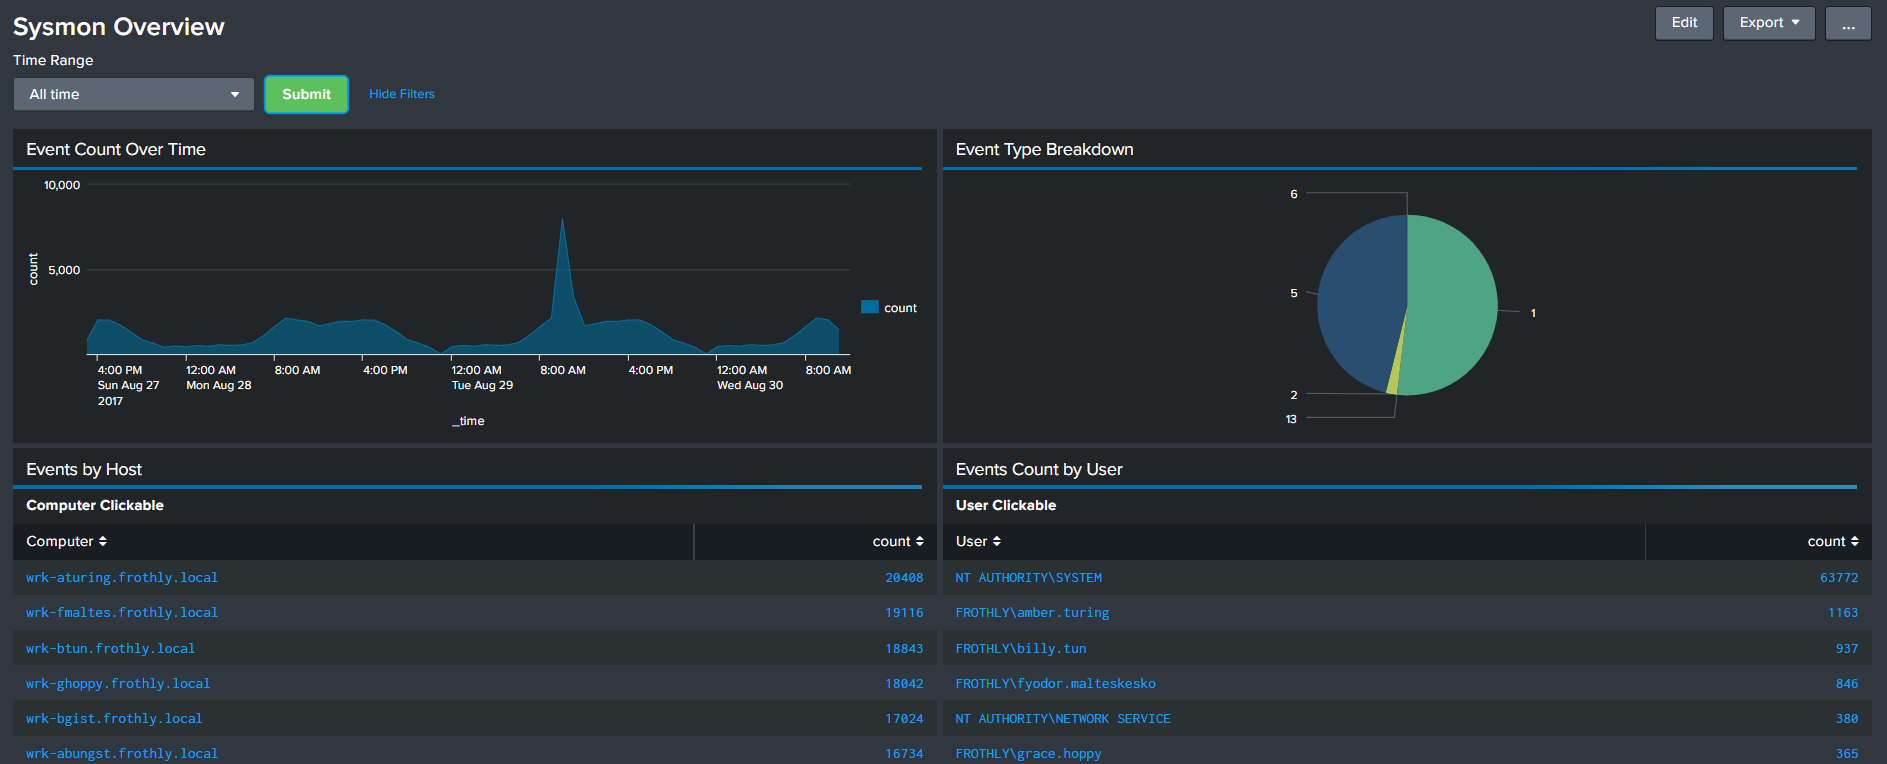 Sysmon Overview
Edit
Export
...
Time Range
All time
Submit
Hide Filters
Event Count Over Time
10,000
5,000
count
4:00 PM 12:00 AM 8:00 AM 4:00 PM 12:00 AM 8:00 AM 4:00 PM 12:00 AM 8:00 AM
Sun Aug 27 Mon Aug 28 Tue Aug 29 Wed Aug 30
2017
_time
count
Event Type Breakdown
6
5
1
2
13
Events by Host
Computer Clickable
Computer count
wrk-aturing.frothly.local 20408
wrk-fmaltes.frothly.local 19116
wrk-btun.frothly.local 18843
wrk-ghoppy.frothly.local 18042
wrk-bgist.frothly.local 17024
wrk-abungst.frothly.local 16734
Events Count by User
User Clickable
User count
NT AUTHORITY\SYSTEM 63772
FROTHLY\amber.turing 1163
FROTHLY\billy.tun 937
FROTHLY\fyodor.malteskesko 846
NT AUTHORITY\NETWORK SERVICE 380
FROTHLY\grace.hoppy 365